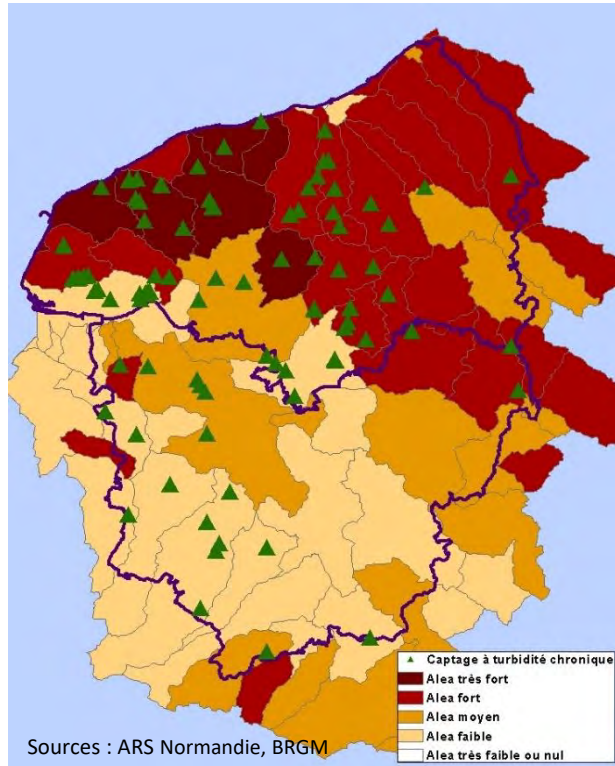 Captage à turbidité chronique
Alea très fort
Alea fort
Alea moyen
Alea faible
Alea très faible ou nul
Sources : ARS Normandie, BRGM